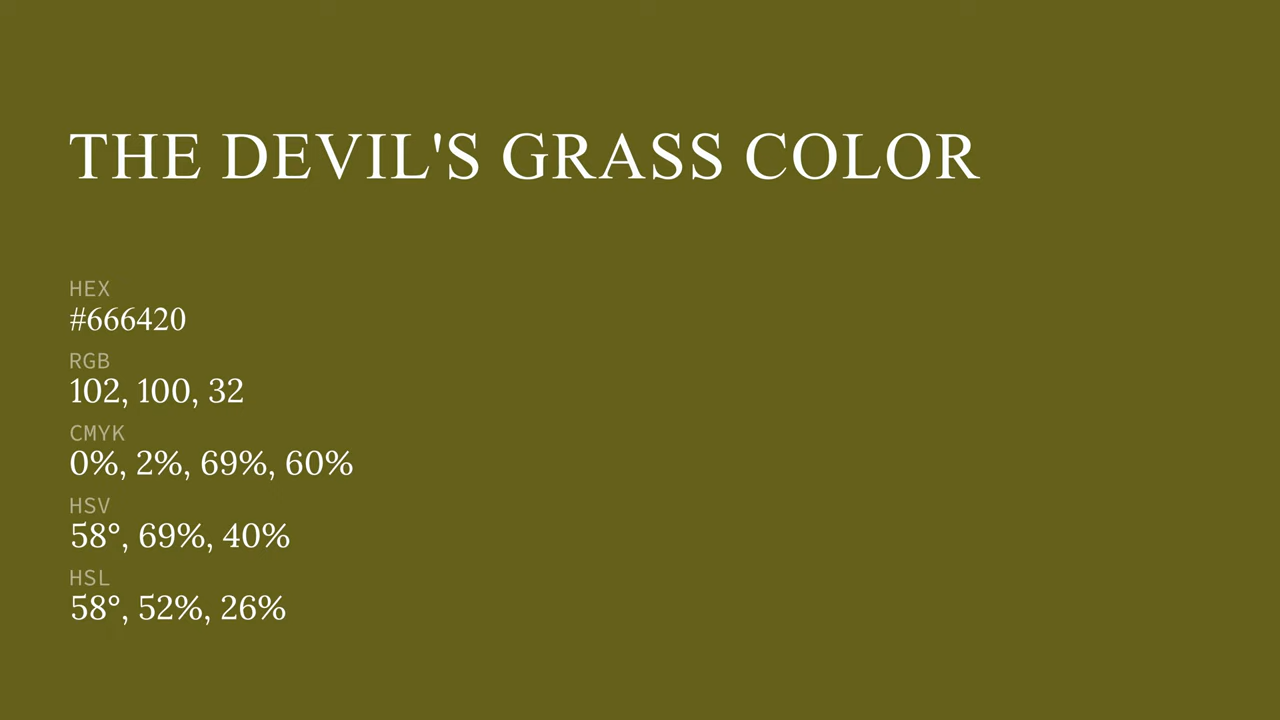 THE DEVIL'S GRASS COLOR
HEX
#666420
RGB
102, 100, 32
CMYK
0%, 2%, 69%, 60%
HSV
58°, 69%, 40%
HSL
58°, 52%, 26%